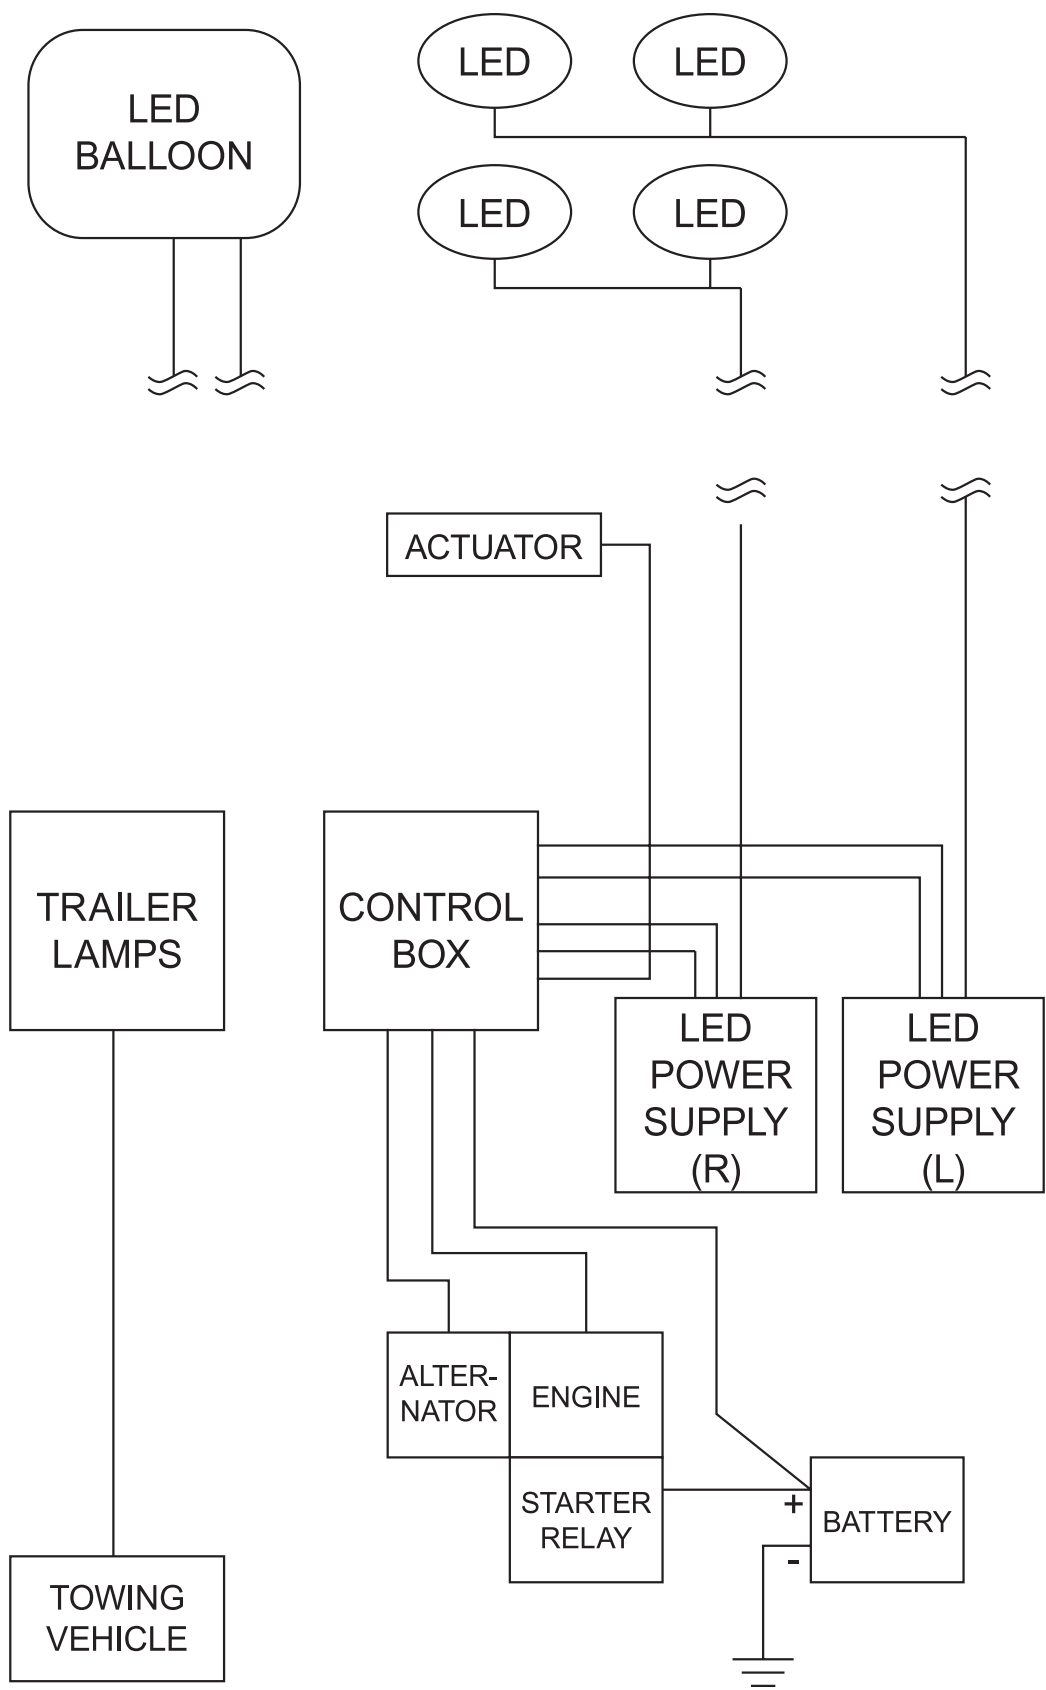 LED
BALLOON
LED
LED
LED
LED
ACTUATOR
TRAILER
LAMPS
CONTROL
BOX
LED
POWER
SUPPLY
(R)
LED
POWER
SUPPLY
(L)
ALTER-
NATOR
ENGINE
STARTER
RELAY
+
-
BATTERY
TOWING
VEHICLE